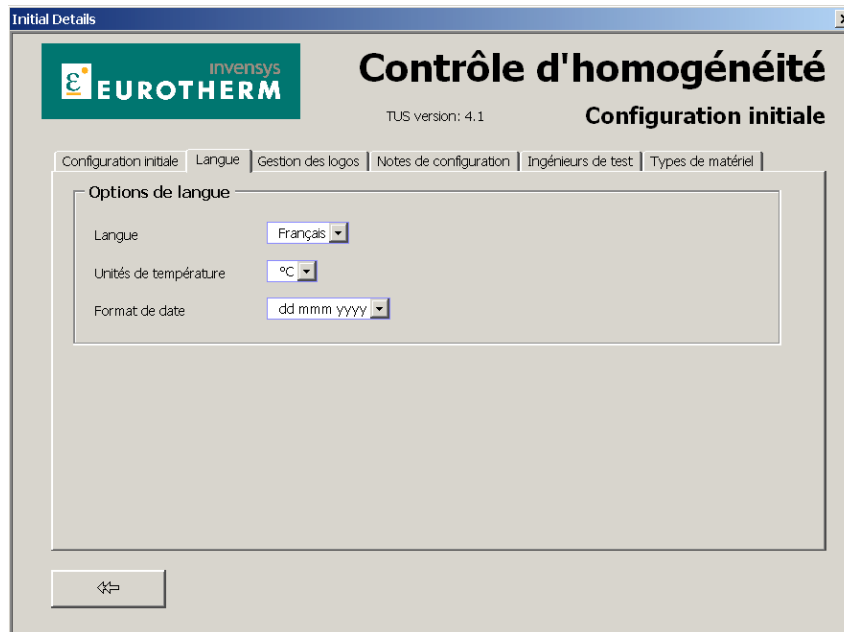 Initial Details
invensys
EUROTHERM
Contrôle d'homogénéité
TUS version: 4.1
Configuration initiale
Configuration initiale Langue Gestion des logos Notes de configuration Ingénieurs de test Types de matériel
Options de langue
Langue Français
Unités de température ºC
Format de date dd mmm yyyy